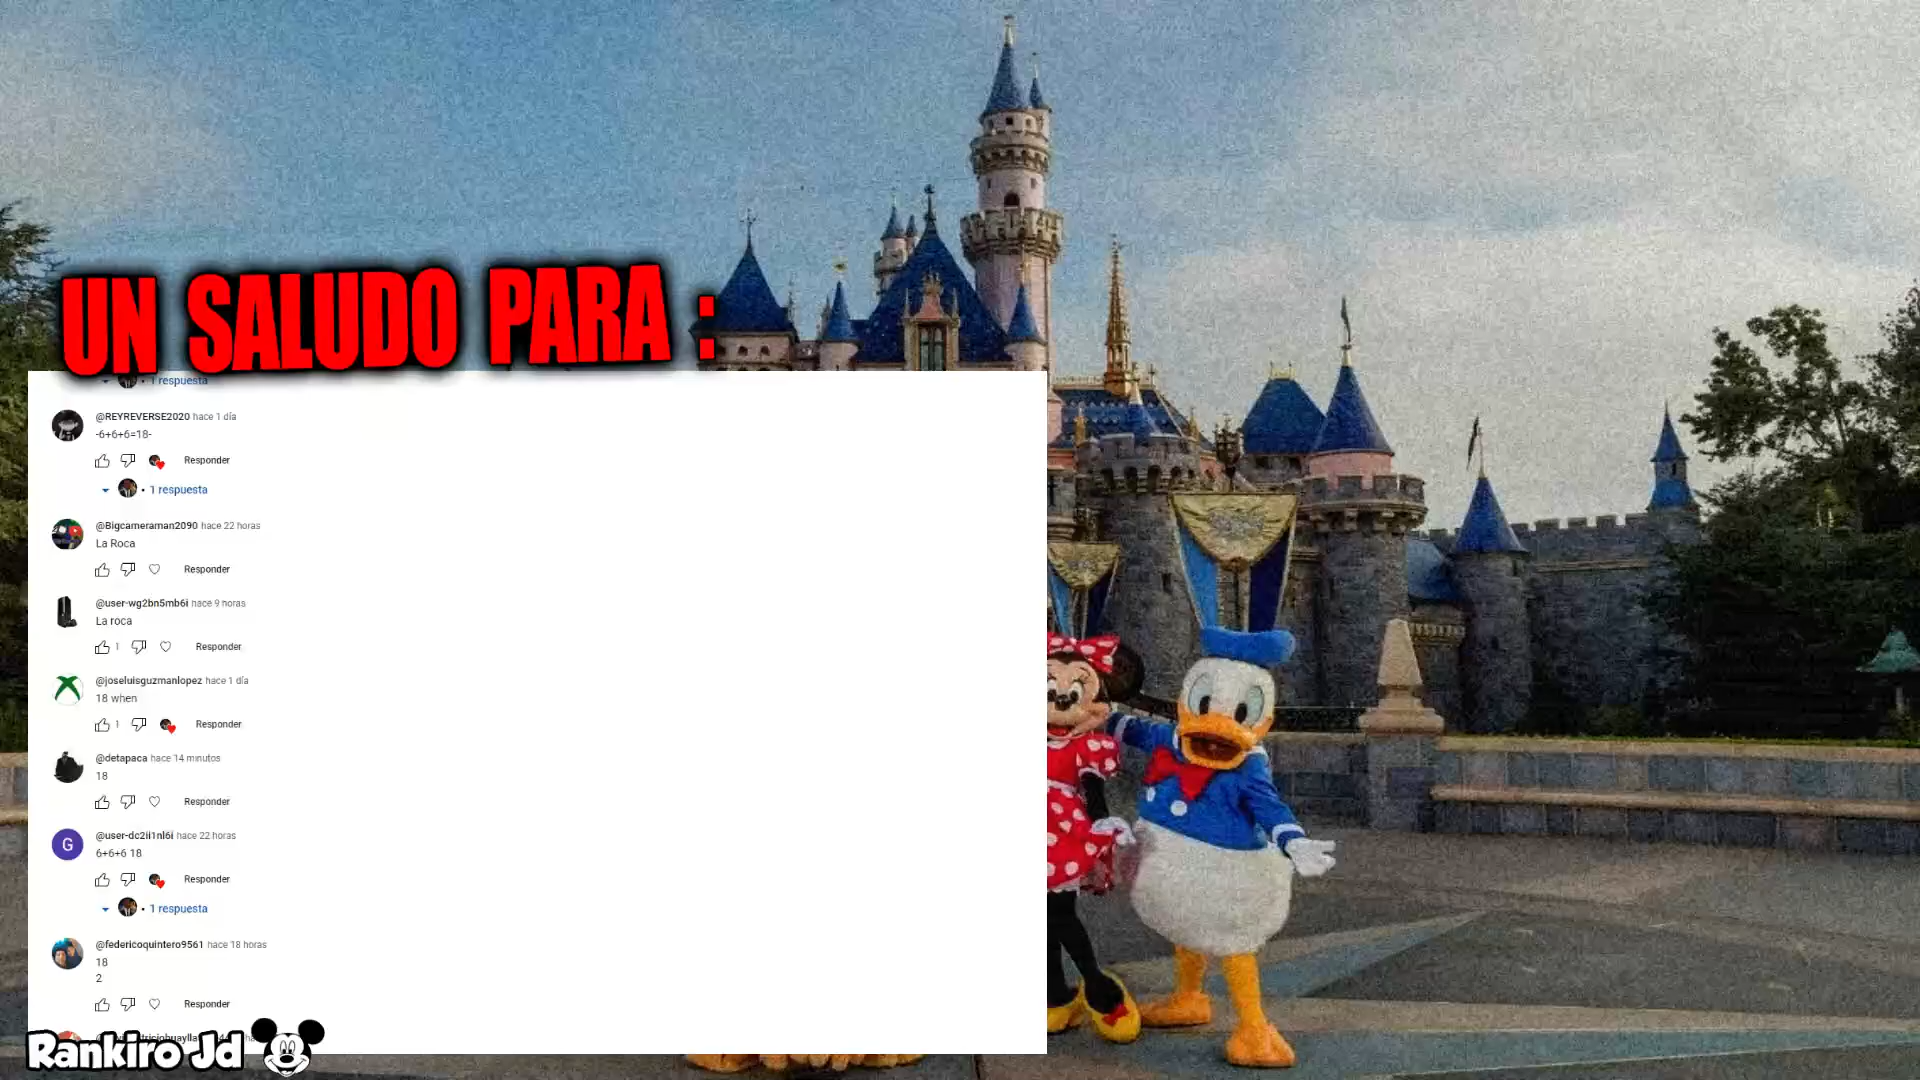 UN SALUDO PARA :
1 respuesta
@REYREVERSE2020 hace 1 día
-6+6+6=18-
Responder
1 respuesta
@Bigcameraman2090 hace 22 horas
La Roca
Responder
@user-wg2bn5mb6i hace 9 horas
La roca
1 Responder
@joseluisguzmanlopez hace 1 día
18 when
1 Responder
@detapaca hace 14 minutos
18
Responder
G
@user-dc2ii1nl6i hace 22 horas
6+6+6 18
Responder
1 respuesta
@federicoquintero9561 hace 18 horas
18
2
Responder
Rankiro Jd